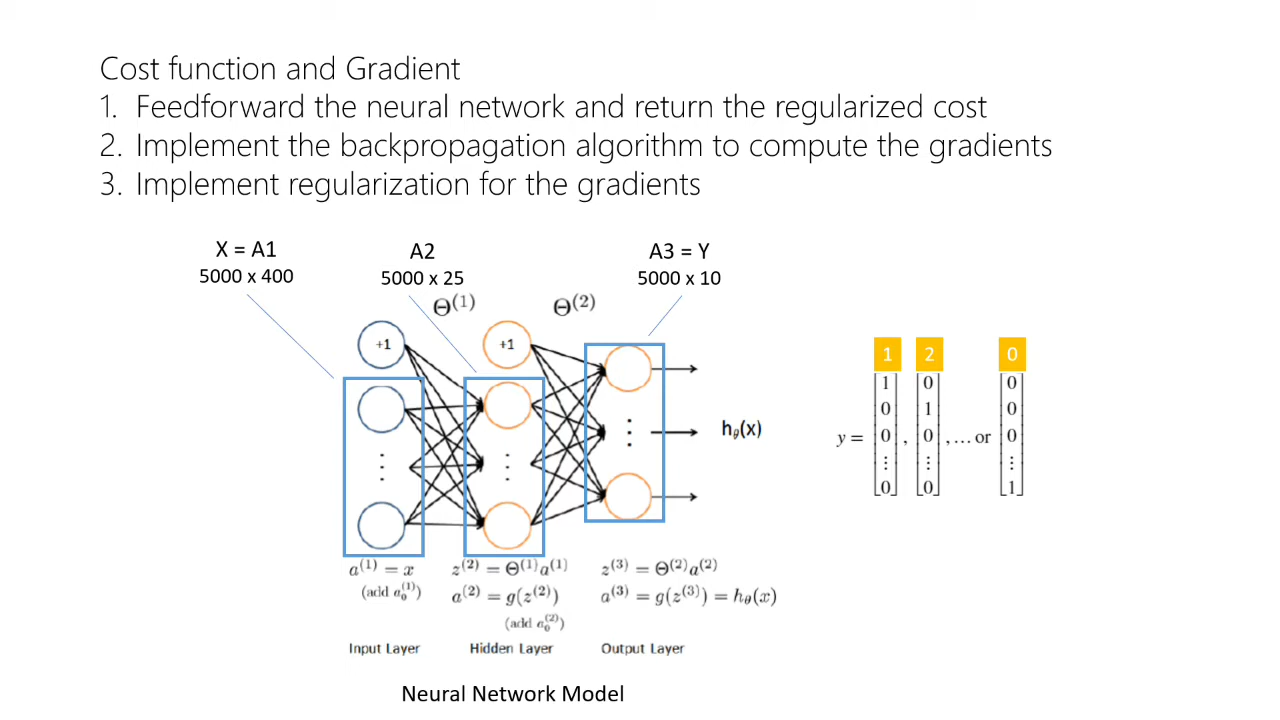 Cost function and Gradient
1. Feedforward the neural network and return the regularized cost
2. Implement the backpropagation algorithm to compute the gradients
3. Implement regularization for the gradients
X = A1
5000 x 400
A2
5000 x 25
A3 = Y
5000 x 10
Θ⁽¹⁾
Θ⁽²⁾
+1
+1
hθ(x)
1 2 0
y = [1 0 0 ⋮ 0] , [0 1 0 ⋮ 0] , … or [0 0 0 ⋮ 1]
a⁽¹⁾ = x
(add a₀⁽¹⁾)
z⁽²⁾ = Θ⁽¹⁾a⁽¹⁾
a⁽²⁾ = g(z⁽²⁾)
(add a₀⁽²⁾)
z⁽³⁾ = Θ⁽²⁾a⁽²⁾
a⁽³⁾ = g(z⁽³⁾) = hθ(x)
Input Layer
Hidden Layer
Output Layer
Neural Network Model